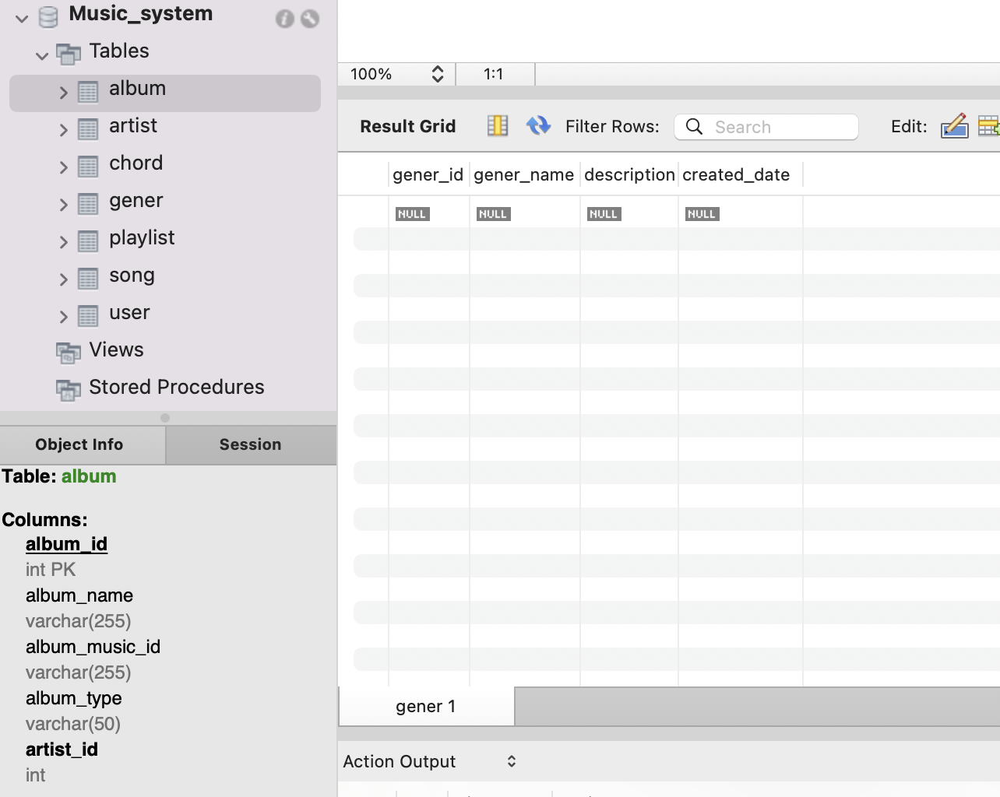 Music_system
Tables
album
artist
chord
gener
playlist
song
user
Views
Stored Procedures
Object Info Session
Table: album
Columns:
album_id
int PK
album_name
varchar(255)
album_music_id
varchar(255)
album_type
varchar(50)
artist_id
int
100% 1:1
Result Grid Filter Rows: Search Edit:
gener_id gener_name description created_date
NULL NULL NULL NULL
gener 1
Action Output